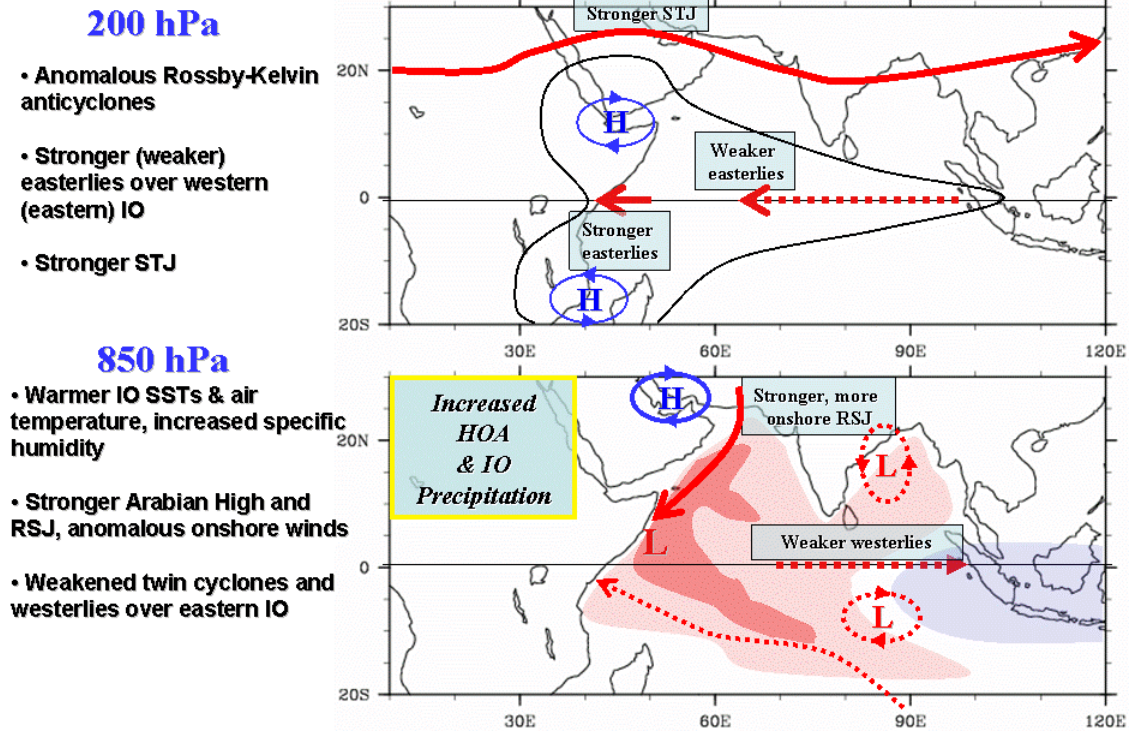 200 hPa
• Anomalous Rossby-Kelvin
anticyclones
• Stronger (weaker)
easterlies over western
(eastern) IO
• Stronger STJ
Stronger STJ
20N
H
Weaker
easterlies
0
Stronger
easterlies
H
20S
30E
60E
90E
120E
850 hPa
• Warmer IO SSTs & air
temperature, increased specific
humidity
• Stronger Arabian High and
RSJ, anomalous onshore winds
• Weakened twin cyclones and
westerlies over eastern IO
Increased
HOA
& IO
Precipitation
H
Stronger, more
onshore RSJ
20N
L
L
Weaker westerlies
0
L
20S
30E
60E
90E
120E